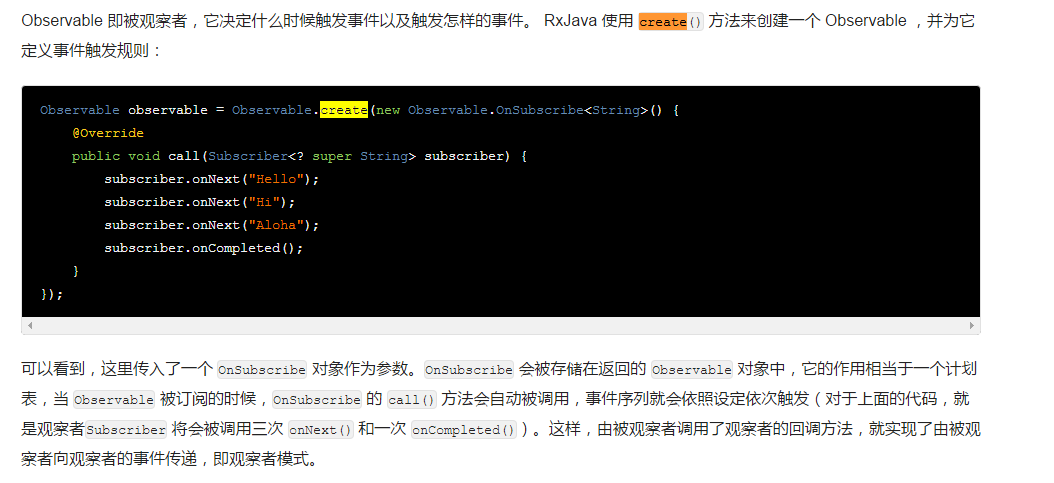 Observable 即被观察者，它决定什么时候触发事件以及触发怎样的事件。 RxJava 使用 create() 方法来创建一个 Observable ，并为它
定义事件触发规则：
Observable observable = Observable.create(new Observable.OnSubscribe<String>() {
    @Override
    public void call(Subscriber<? super String> subscriber) {
        subscriber.onNext("Hello");
        subscriber.onNext("Hi");
        subscriber.onNext("Aloha");
        subscriber.onCompleted();
    }
});
可以看到，这里传入了一个 OnSubscribe 对象作为参数。OnSubscribe 会被存储在返回的 Observable 对象中，它的作用相当于一个计划
表，当 Observable 被订阅的时候，OnSubscribe 的 call() 方法会自动被调用，事件序列就会依照设定依次触发（对于上面的代码，就
是观察者Subscriber 将会被调用三次 onNext() 和一次 onCompleted()）。这样，由被观察者调用了观察者的回调方法，就实现了由被观
察者向观察者的事件传递，即观察者模式。